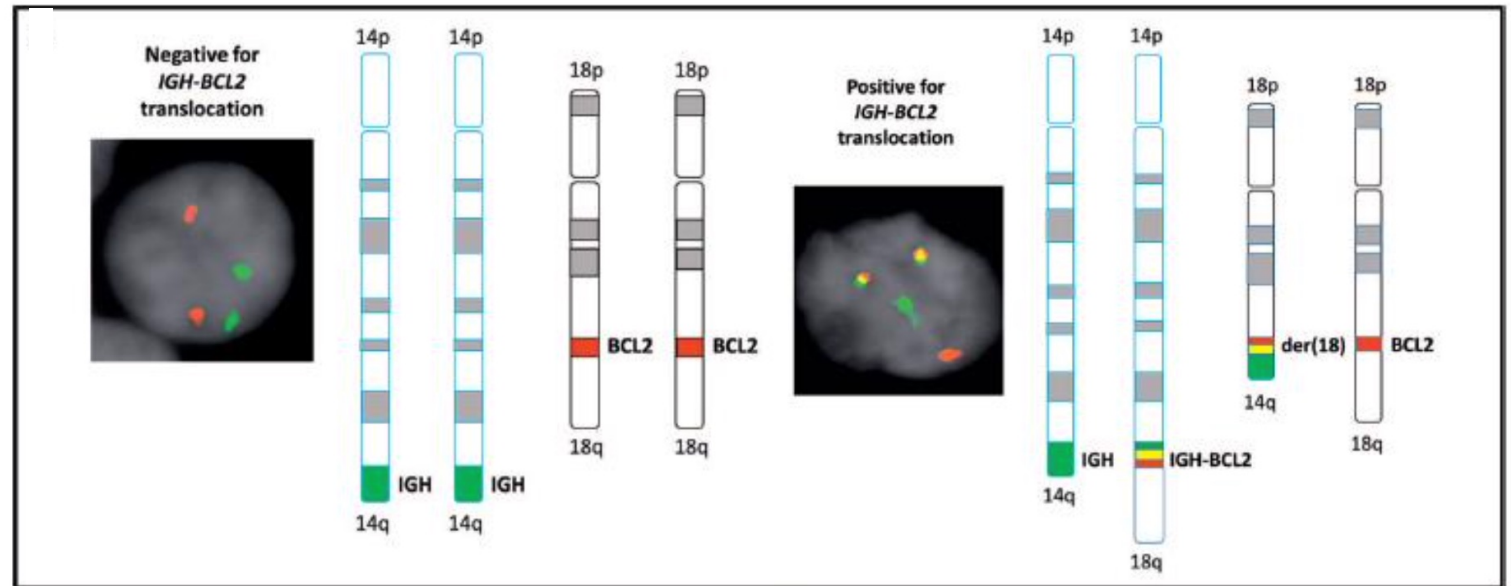 Negative for
IGH-BCL2
translocation
14p
14p
18p
18p
BCL2
BCL2
18q
18q
IGH
IGH
14q
14q
Positive for
IGH-BCL2
translocation
14p
14p
18p
18p
der(18)
BCL2
14q
18q
IGH
IGH-BCL2
14q
18q